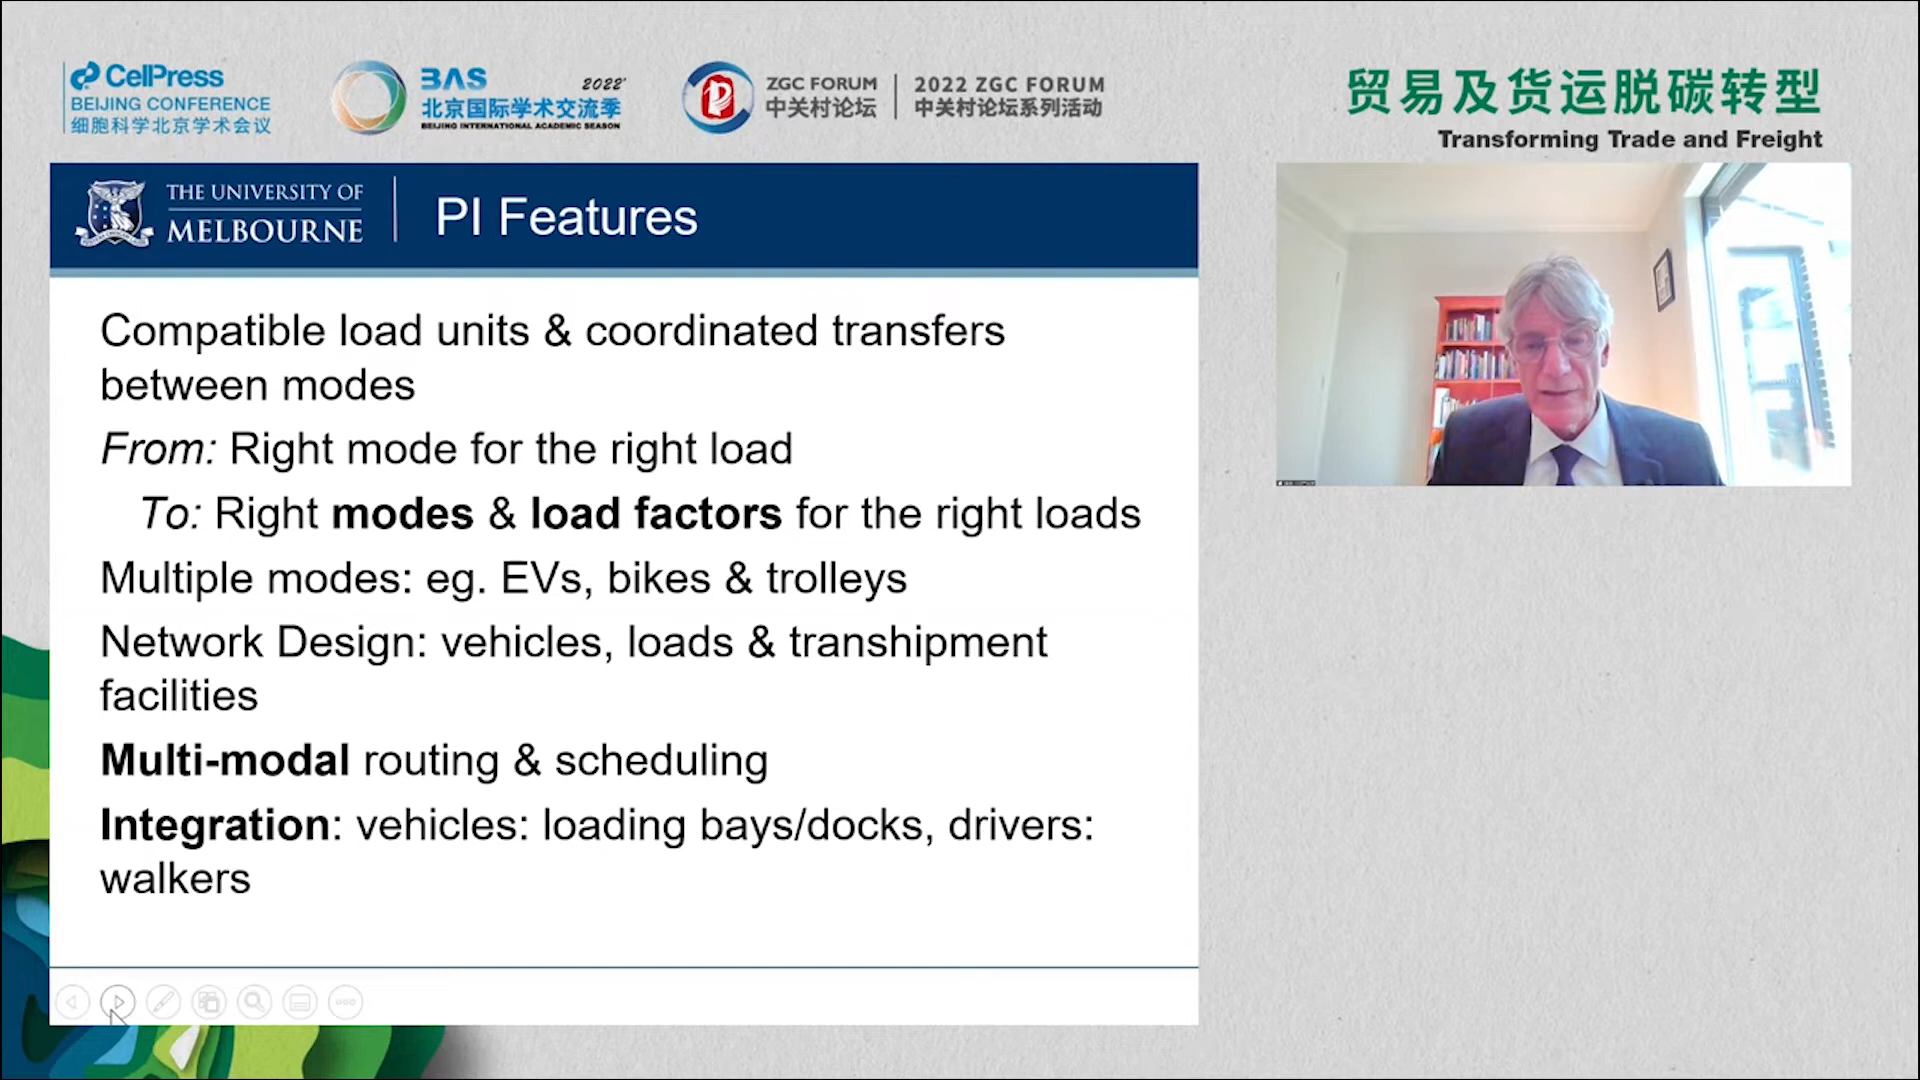 CellPress
BEIJING CONFERENCE
细胞科学北京学术会议
BAS 2022
北京国际学术交流季
BEIJING INTERNATIONAL ACADEMIC SEASON
ZGC FORUM
中关村论坛
2022 ZGC FORUM
中关村论坛系列活动
贸易及货运脱碳转型
Transforming Trade and Freight
THE UNIVERSITY OF
MELBOURNE
PI Features
Compatible load units & coordinated transfers
between modes
From: Right mode for the right load
To: Right modes & load factors for the right loads
Multiple modes: eg. EVs, bikes & trolleys
Network Design: vehicles, loads & transhipment
facilities
Multi-modal routing & scheduling
Integration: vehicles: loading bays/docks, drivers:
walkers